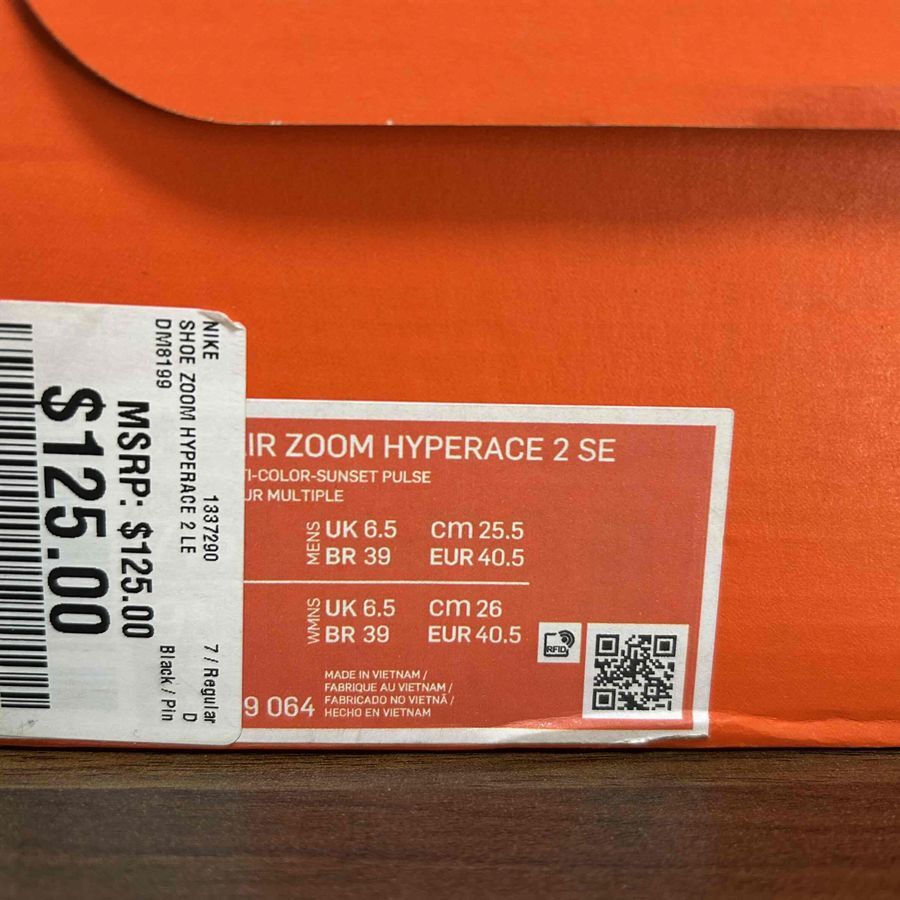 NIKE 1337290 7 / Regular
SHOE ZOOM HYPERACE 2 LE D
DM8199 Black / Pin
MSRP: $125.00
$125.00
IR ZOOM HYPERACE 2 SE
TI-COLOR-SUNSET PULSE
UR MULTIPLE
MENS
UK 6.5 cm 25.5
BR 39 EUR 40.5
WMNS
UK 6.5 cm 26
BR 39 EUR 40.5
RFID
9 064
MADE IN VIETNAM /
FABRIQUE AU VIETNAM /
FABRICADO NO VIETNÃ /
HECHO EN VIETNAM